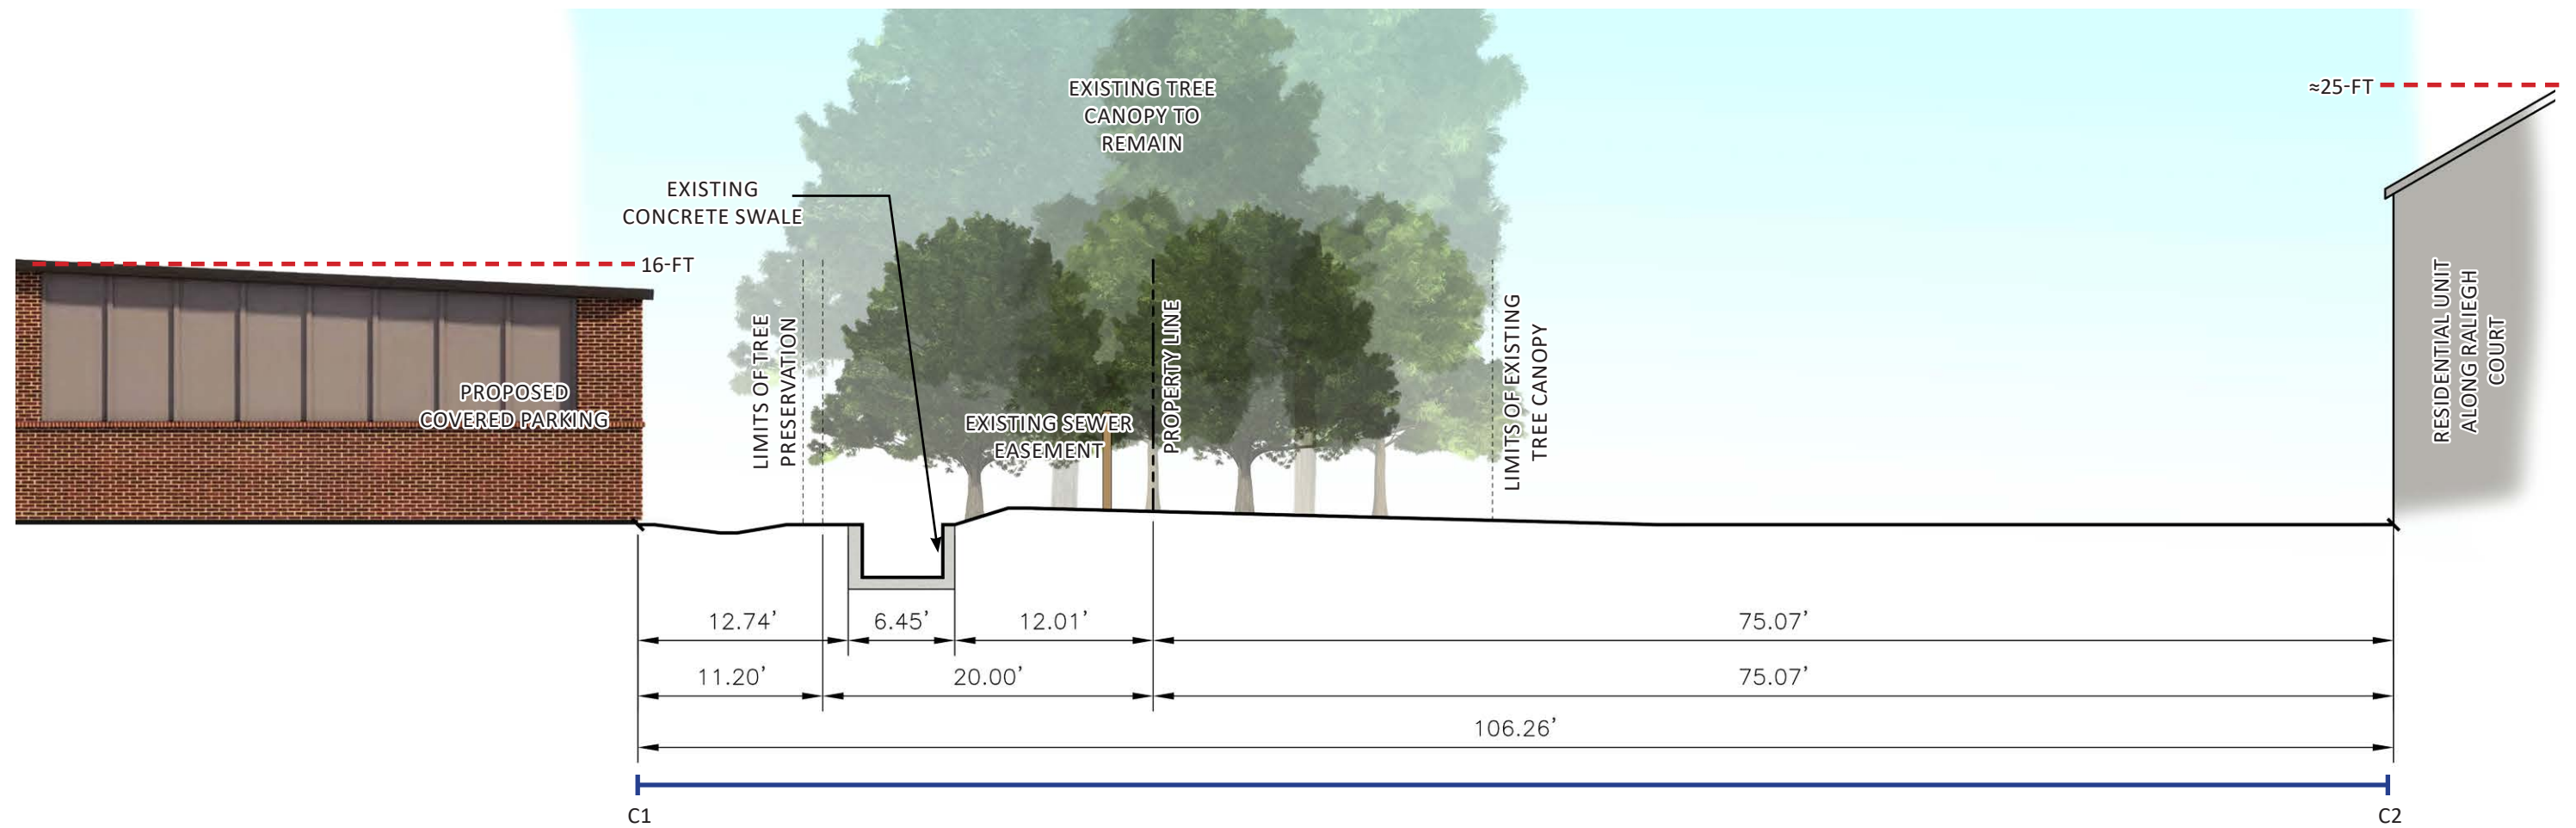 EXISTING TREE
CANOPY TO
REMAIN
≈25-FT
EXISTING
CONCRETE SWALE
16-FT
PROPOSED
COVERED PARKING
LIMITS OF TREE
PRESERVATION
EXISTING SEWER
EASEMENT
PROPERTY LINE
LIMITS OF EXISTING
TREE CANOPY
RESIDENTIAL UNIT
ALONG RALIEGH
COURT
12.74’
6.45’
12.01’
75.07’
11.20’
20.00’
75.07’
106.26’
C1
C2